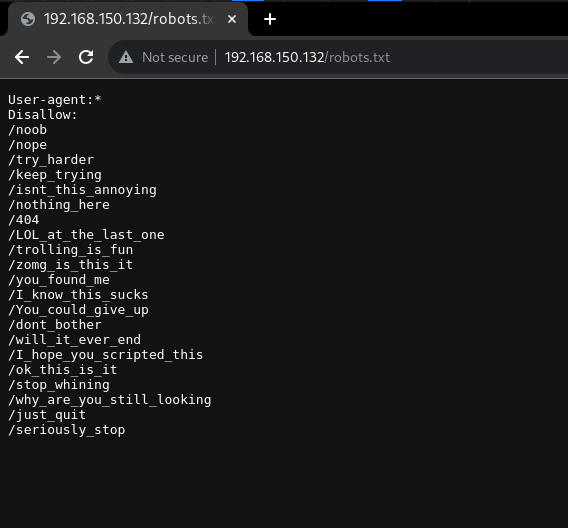 192.168.150.132/robots.tx
Not secure
192.168.150.132/robots.txt
User-agent:*
Disallow:
/noob
/nope
/try_harder
/keep_trying
/isnt_this_annoying
/nothing_here
/404
/LOL_at_the_last_one
/trolling_is_fun
/zomg_is_this_it
/you_found_me
/I_know_this_sucks
/You_could_give_up
/dont_bother
/will_it_ever_end
/I_hope_you_scripted_this
/ok_this_is_it
/stop_whining
/why_are_you_still_looking
/just_quit
/seriously_stop